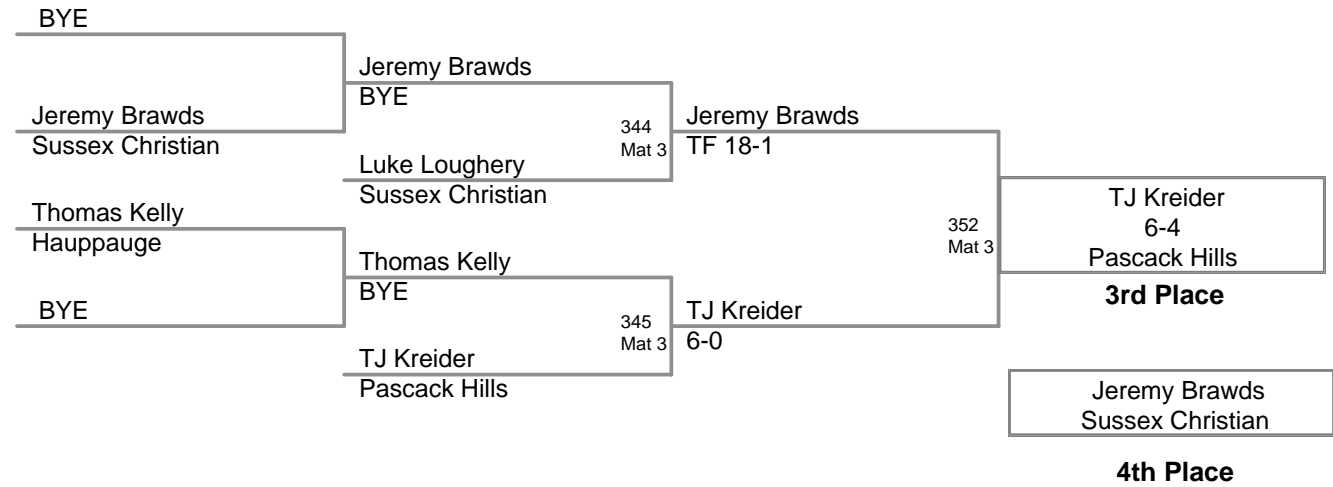 BYE
Jeremy Brawds
Sussex Christian
Thomas Kelly
Hauppauge
BYE
Jeremy Brawds
BYE
Luke Loughery
Sussex Christian
Thomas Kelly
BYE
TJ Kreider
Pascack Hills
344
Mat 3
345
Mat 3
Jeremy Brawds
TF 18-1
TJ Kreider
6-0
352
Mat 3
TJ Kreider
6-4
Pascack Hills
3rd Place
Jeremy Brawds
Sussex Christian
4th Place